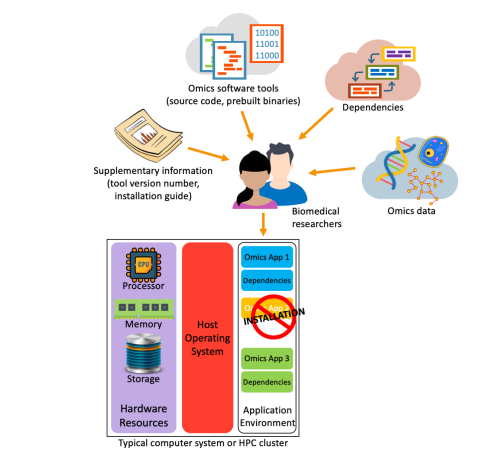 10100
11001
11000
Omics software tools
(source code, prebuilt binaries)
Dependencies
Supplementary information
(tool version number,
installation guide)
Biomedical
researchers
Omics data
CPU
Processor
Memory
Storage
Hardware
Resources
Host
Operating
System
Omics App 1
Dependencies
INSTALLATION
Omics App 3
Dependencies
Application
Environment
Typical computer system or HPC cluster